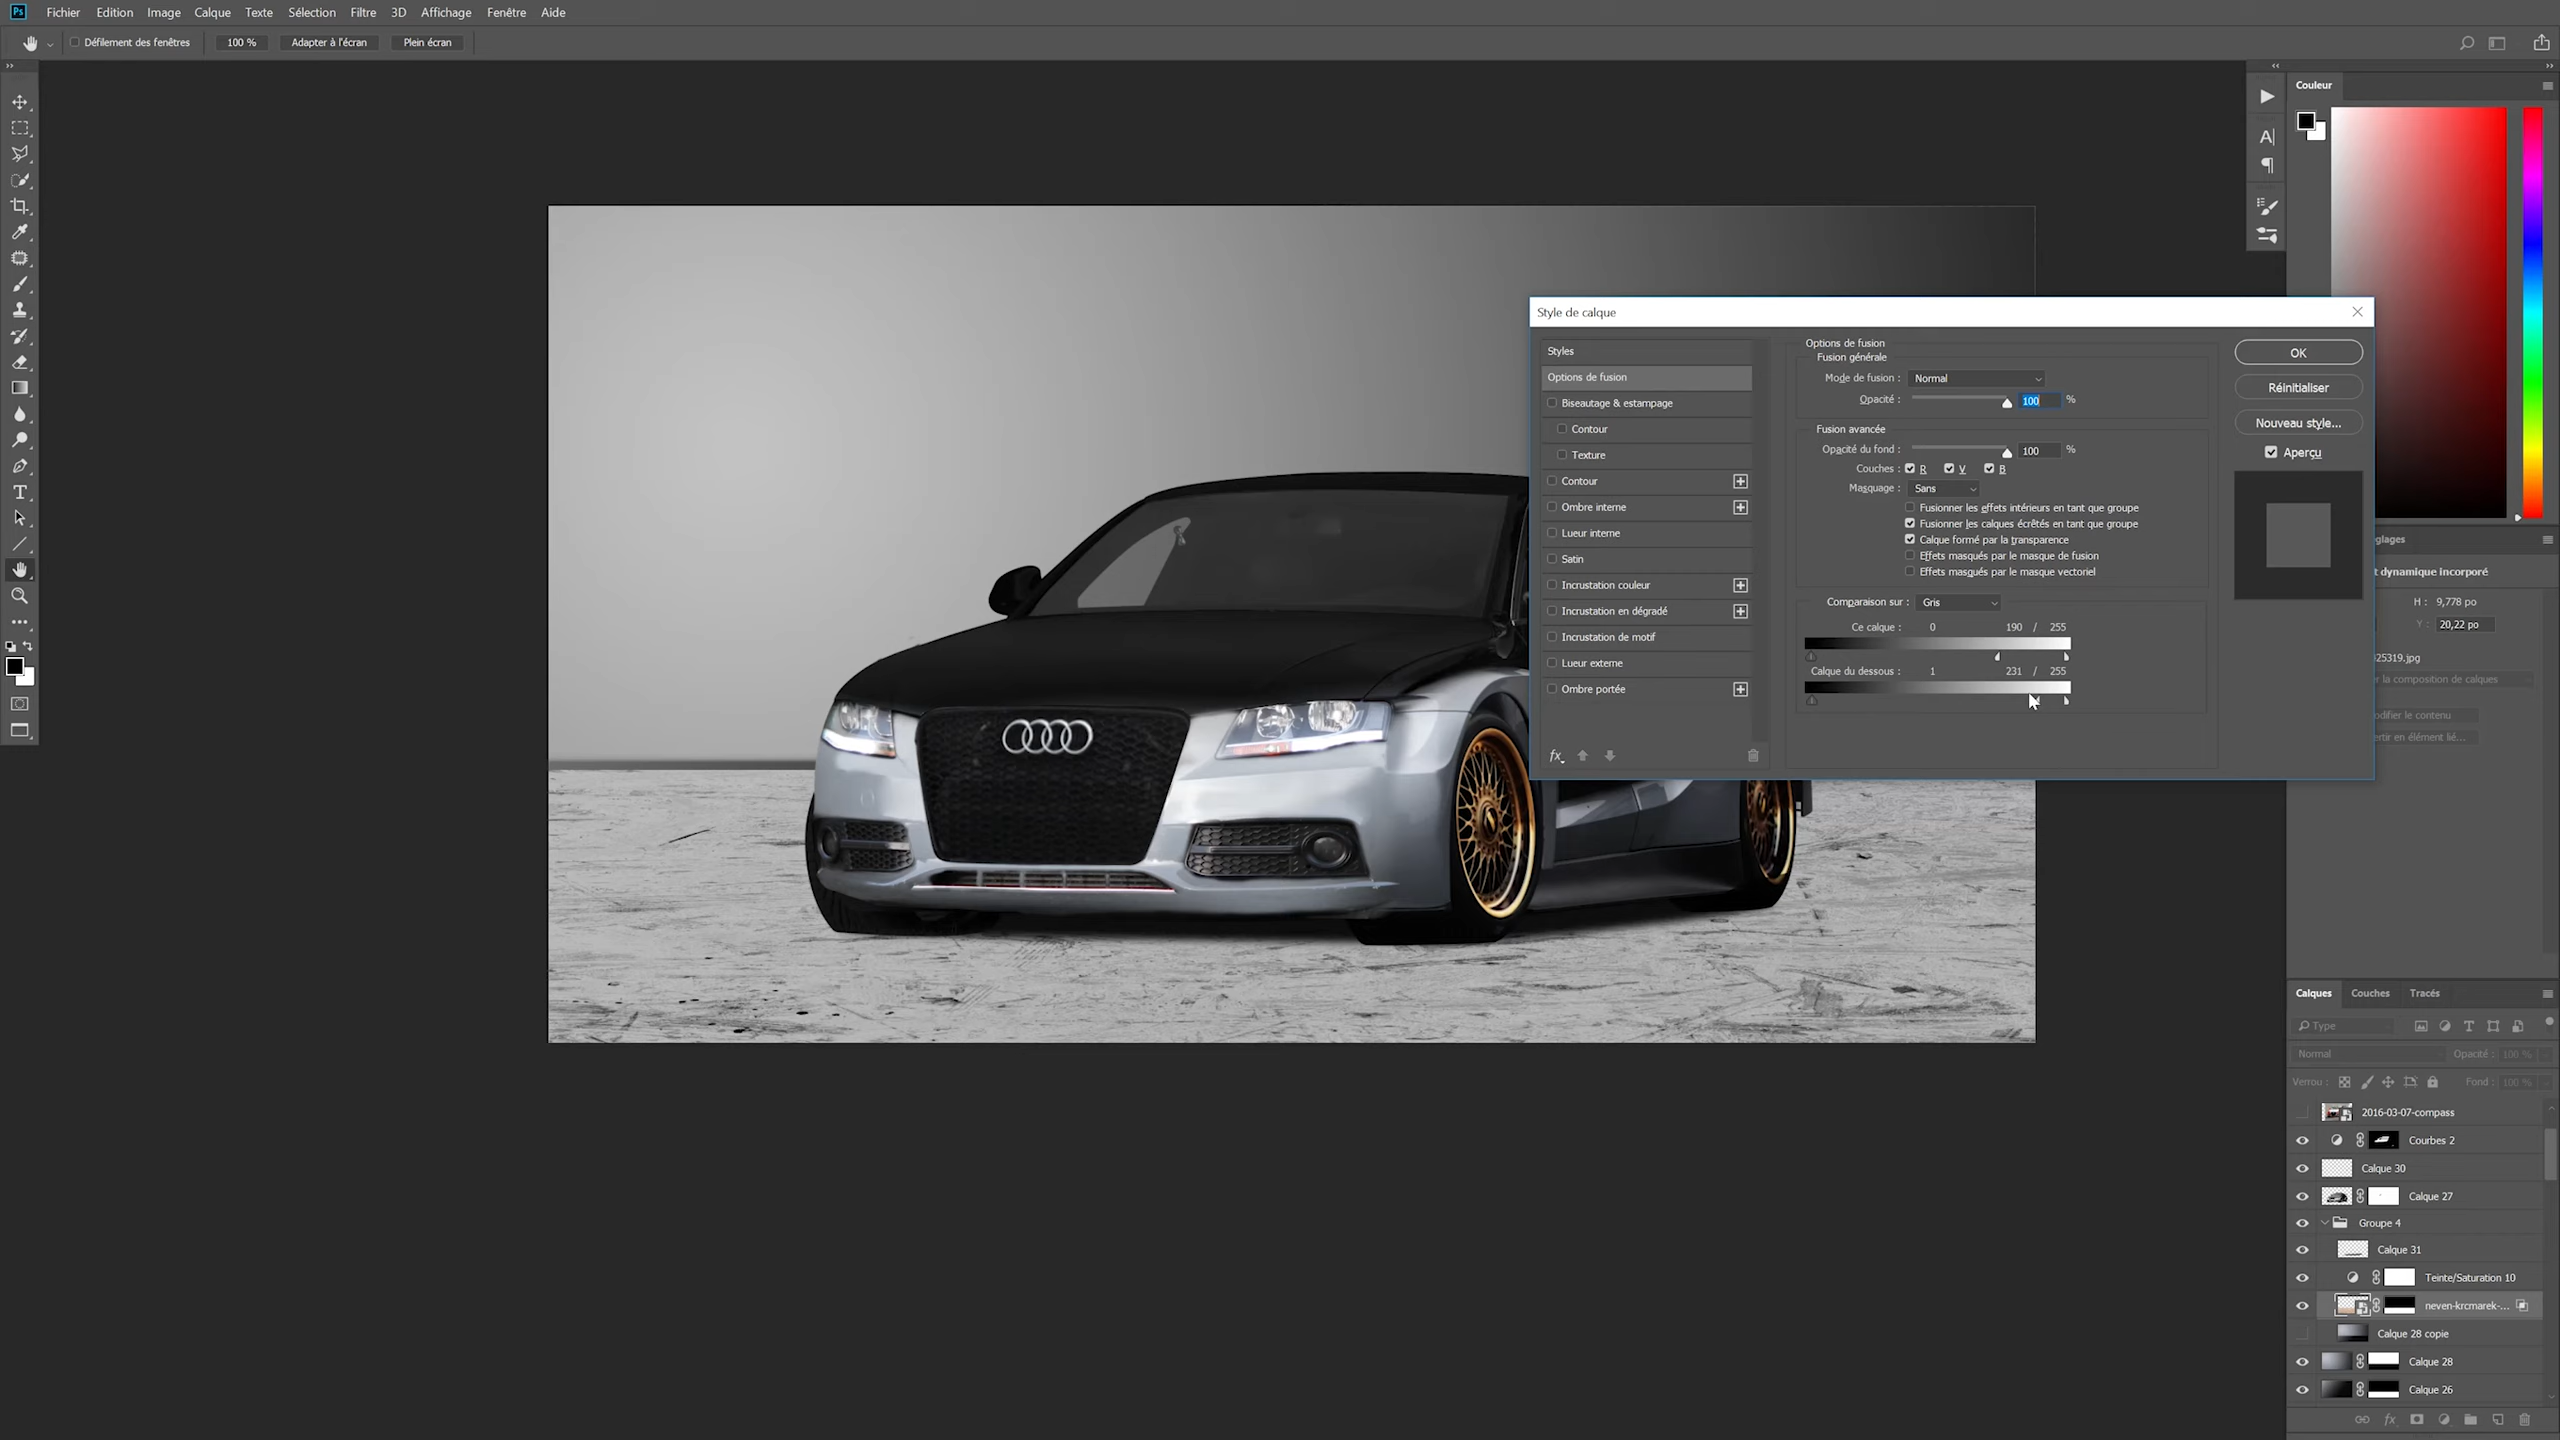 Ps Fichier Edition Image Calque Texte Sélection Filtre 3D Affichage Fenêtre Aide
Défilement des fenêtres 100 % Adapter à l'écran Plein écran
Couleur
Style de calque
Styles
Options de fusion
Biseautage & estampage
Contour
Texture
Contour
Ombre interne
Lueur interne
Satin
Incrustation couleur
Incrustation en dégradé
Incrustation de motif
Lueur externe
Ombre portée
fx
Options de fusion
Fusion générale
Mode de fusion : Normal
Opacité : 100 %
Fusion avancée
Opacité du fond : 100 %
Couches : R V B
Masquage : Sans
Fusionner les effets intérieurs en tant que groupe
Fusionner les calques écrêtés en tant que groupe
Calque formé par la transparence
Effets masqués par le masque de fusion
Effets masqués par le masque vectoriel
Comparaison sur : Gris
Ce calque : 0 190 / 255
Calque du dessous : 1 231 / 255
OK
Réinitialiser
Nouveau style...
Aperçu
glages
t dynamique incorporé
H : 9,778 po
Y : 20,22 po
25319.jpg
er la composition de calques
odifier le contenu
ertir en élément lié...
Calques Couches Tracés
Type
Normal Opacité : 100 %
Verrou : Fond : 100 %
2016-03-07-compass
Courbes 2
Calque 30
Calque 27
Groupe 4
Calque 31
Teinte/Saturation 10
neven-krcmarek-...
Calque 28 copie
Calque 28
Calque 26
fx